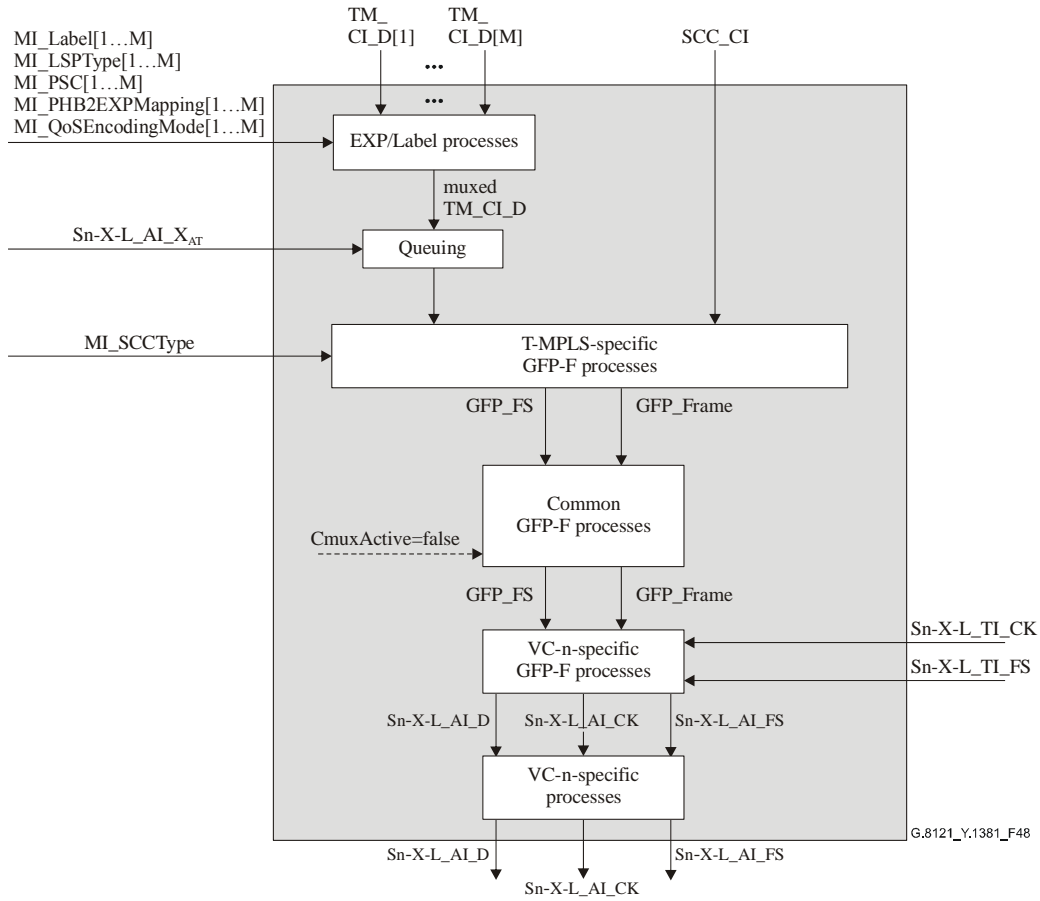 TM_
CI_D[1]
TM_
CI_D[M]
SCC_CI
MI_Label[1…M]
MI_LSPType[1…M]
MI_PSC[1…M]
MI_PHB2EXPMapping[1…M]
MI_QoSEncodingMode[1…M]
...
...
EXP/Label processes
muxed
TM_CI_D
Sn-X-L_AI_XAT
Queuing
MI_SCCType
T-MPLS-specific
GFP-F processes
GFP_FS
GFP_Frame
Common
GFP-F processes
CmuxActive=false
GFP_FS
GFP_Frame
VC-n-specific
GFP-F processes
Sn-X-L_TI_CK
Sn-X-L_TI_FS
Sn-X-L_AI_D
Sn-X-L_AI_CK
Sn-X-L_AI_FS
VC-n-specific
processes
G.8121_Y.1381_F48
Sn-X-L_AI_D
Sn-X-L_AI_FS
Sn-X-L_AI_CK